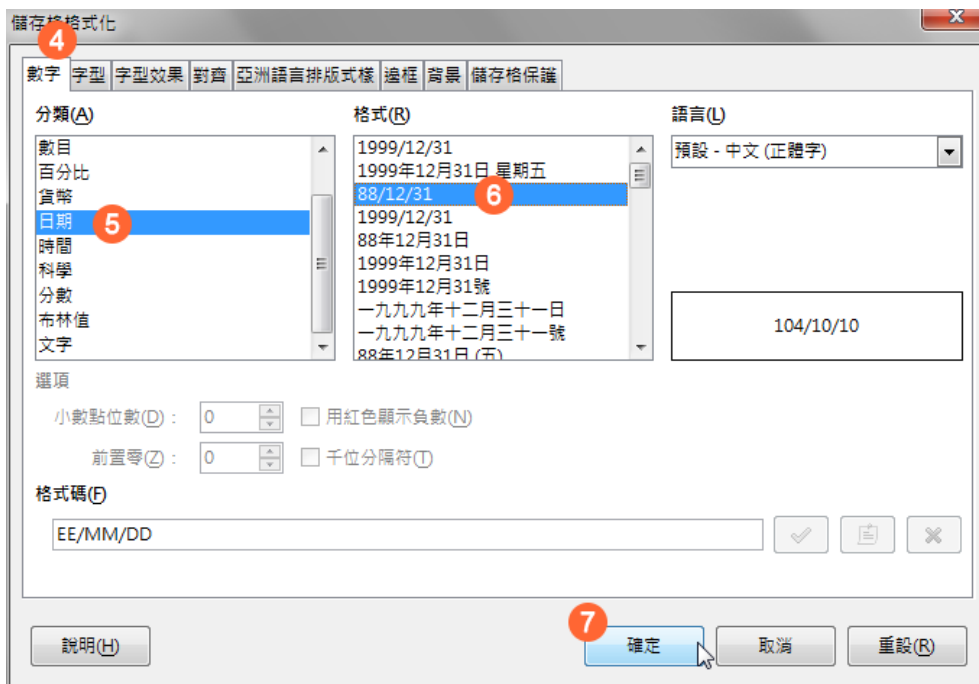 儲存格格式化
4
數字 字型 字型效果 對齊 亞洲語言排版式樣 邊框 背景 儲存格保護
分類(A)
數目
百分比
貨幣
日期 5
時間
科學
分數
布林值
文字
格式(R)
1999/12/31
1999年12月31日 星期五
88/12/31 6
1999/12/31
88年12月31日
1999年12月31日
1999年12月31號
一九九九年十二月三十一日
一九九九年十二月三十一號
88年12月31日 (五)
語言(L)
預設 - 中文 (正體字)
104/10/10
選項
小數點位數(D)： 0 用紅色顯示負數(N)
前置零(Z)： 0 千位分隔符(T)
格式碼(F)
EE/MM/DD
7
說明(H) 確定 取消 重設(R)